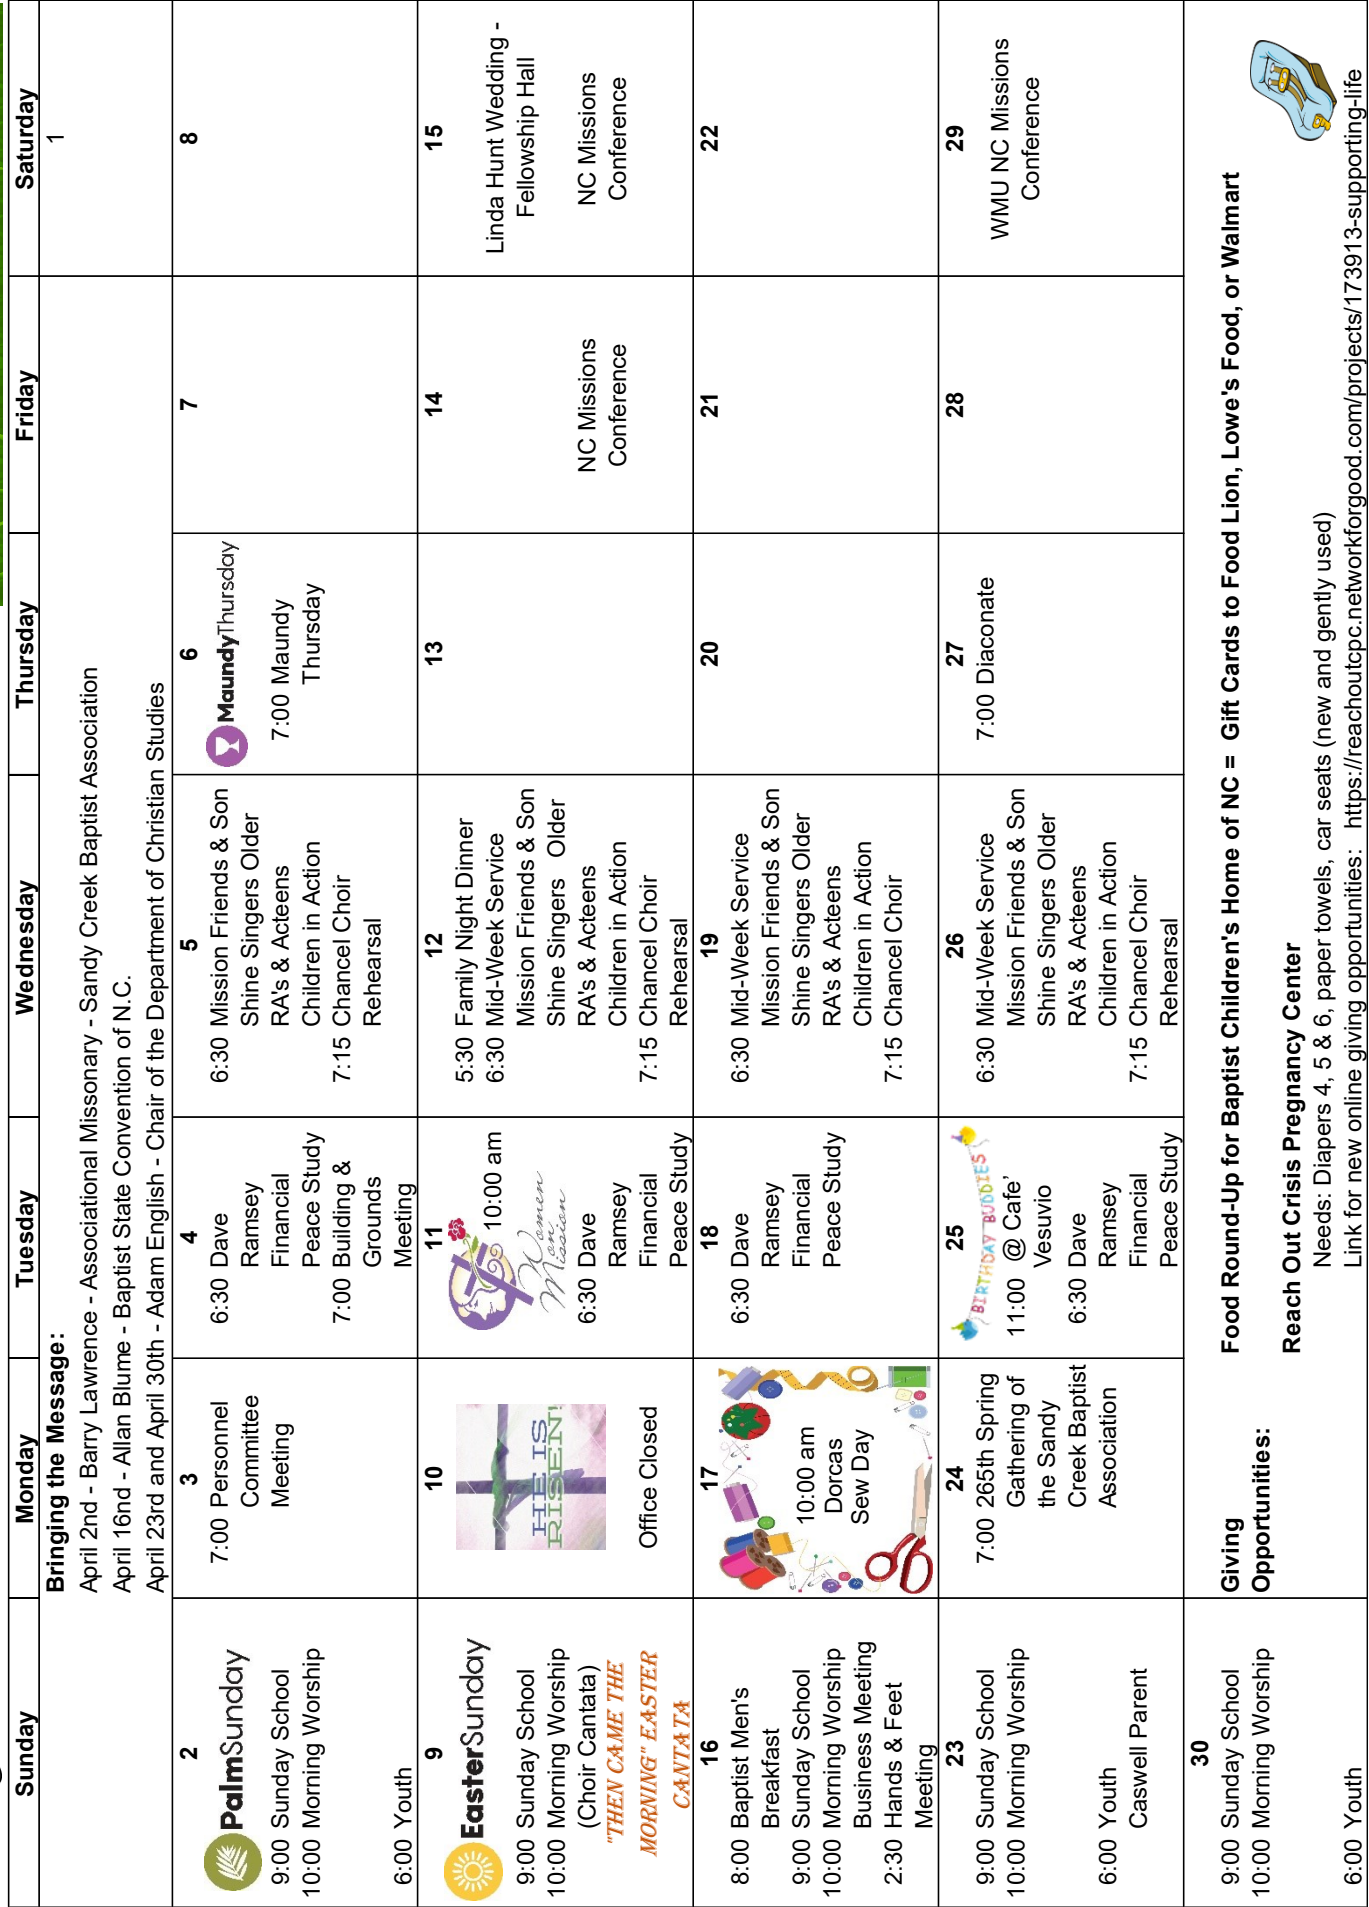 Sunday
Monday
Tuesday
Wednesday
Thursday
Friday
Saturday
Bringing the Message:
April 2nd - Barry Lawrence - Associational Missonary - Sandy Creek Baptist Association
April 16nd - Allan Blume - Baptist State Convention of N.C.
April 23rd and April 30th - Adam English - Chair of the Department of Christian Studies
1
2
PalmSunday
9:00 Sunday School
10:00 Morning Worship
6:00 Youth
3
7:00 Personnel
Committee
Meeting
4
6:30 Dave
Ramsey
Financial
Peace Study
7:00 Building &
Grounds
Meeting
5
6:30 Mission Friends & Son
Shine Singers Older
RA's & Acteens
Children in Action
7:15 Chancel Choir
Rehearsal
6
MaundyThursday
7:00 Maundy
Thursday
7
8
9
EasterSunday
9:00 Sunday School
10:00 Morning Worship
(Choir Cantata)
"THEN CAME THE
MORNING" EASTER
CANTATA
10
HE IS
RISEN!
Office Closed
11
10:00 am
Women
on
Mission
6:30 Dave
Ramsey
Financial
Peace Study
12
5:30 Family Night Dinner
6:30 Mid-Week Service
Mission Friends & Son
Shine Singers Older
RA's & Acteens
Children in Action
7:15 Chancel Choir
Rehearsal
13
14
NC Missions
Conference
15
Linda Hunt Wedding -
Fellowship Hall
NC Missions
Conference
16
8:00 Baptist Men's
Breakfast
9:00 Sunday School
10:00 Morning Worship
Business Meeting
2:30 Hands & Feet
Meeting
17
10:00 am
Dorcas
Sew Day
18
6:30 Dave
Ramsey
Financial
Peace Study
19
6:30 Mid-Week Service
Mission Friends & Son
Shine Singers Older
RA's & Acteens
Children in Action
7:15 Chancel Choir
20
21
22
23
9:00 Sunday School
10:00 Morning Worship
6:00 Youth
Caswell Parent
24
7:00 265th Spring
Gathering of
the Sandy
Creek Baptist
Association
25
BIRTHDAY BUDDIES
11:00 @ Cafe’
Vesuvio
6:30 Dave
Ramsey
Financial
Peace Study
26
6:30 Mid-Week Service
Mission Friends & Son
Shine Singers Older
RA's & Acteens
Children in Action
7:15 Chancel Choir
Rehearsal
27
7:00 Diaconate
28
29
WMU NC Missions
Conference
30
9:00 Sunday School
10:00 Morning Worship
6:00 Youth
Giving
Opportunities:
Food Round-Up for Baptist Children's Home of NC = Gift Cards to Food Lion, Lowe's Food, or Walmart
Reach Out Crisis Pregnancy Center
Needs: Diapers 4, 5 & 6, paper towels, car seats (new and gently used)
Link for new online giving opportunities: https://reachoutcpc.networkforgood.com/projects/173913-supporting-life